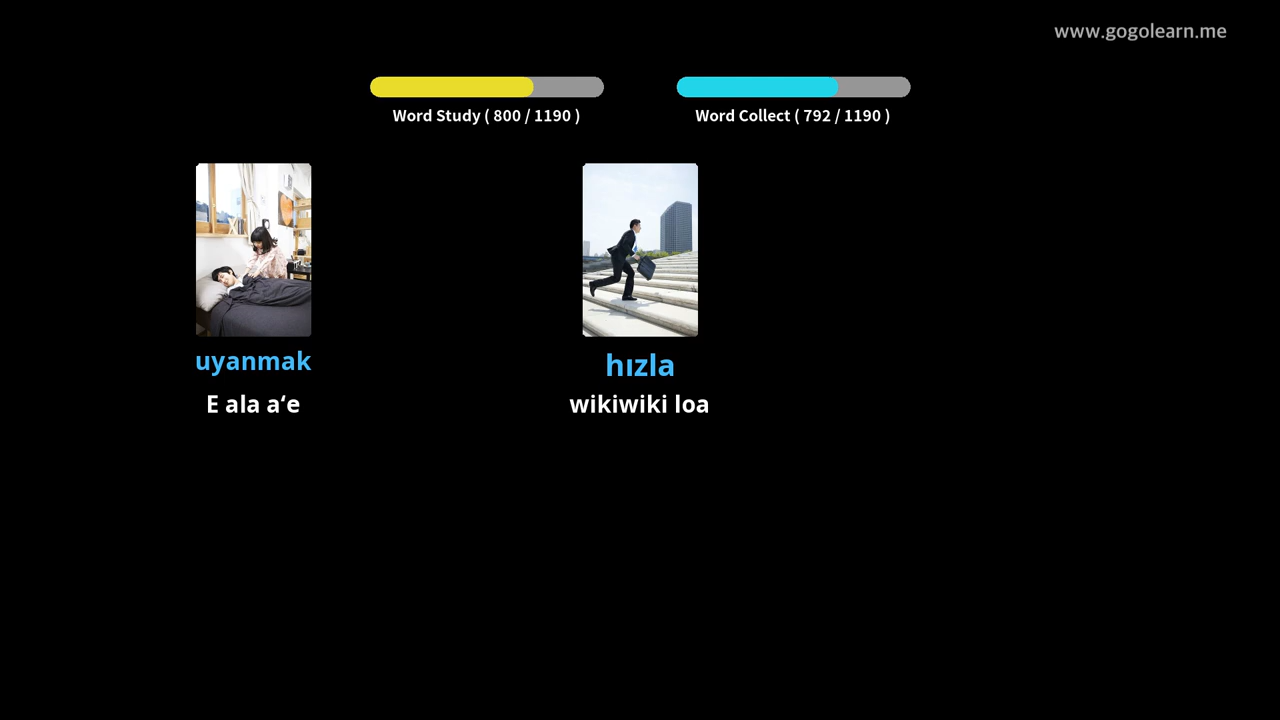 www.gogolearn.me
Word Study ( 800 / 1190 )
Word Collect ( 792 / 1190 )
uyanmak
hızla
E ala aʻe
wikiwiki loa